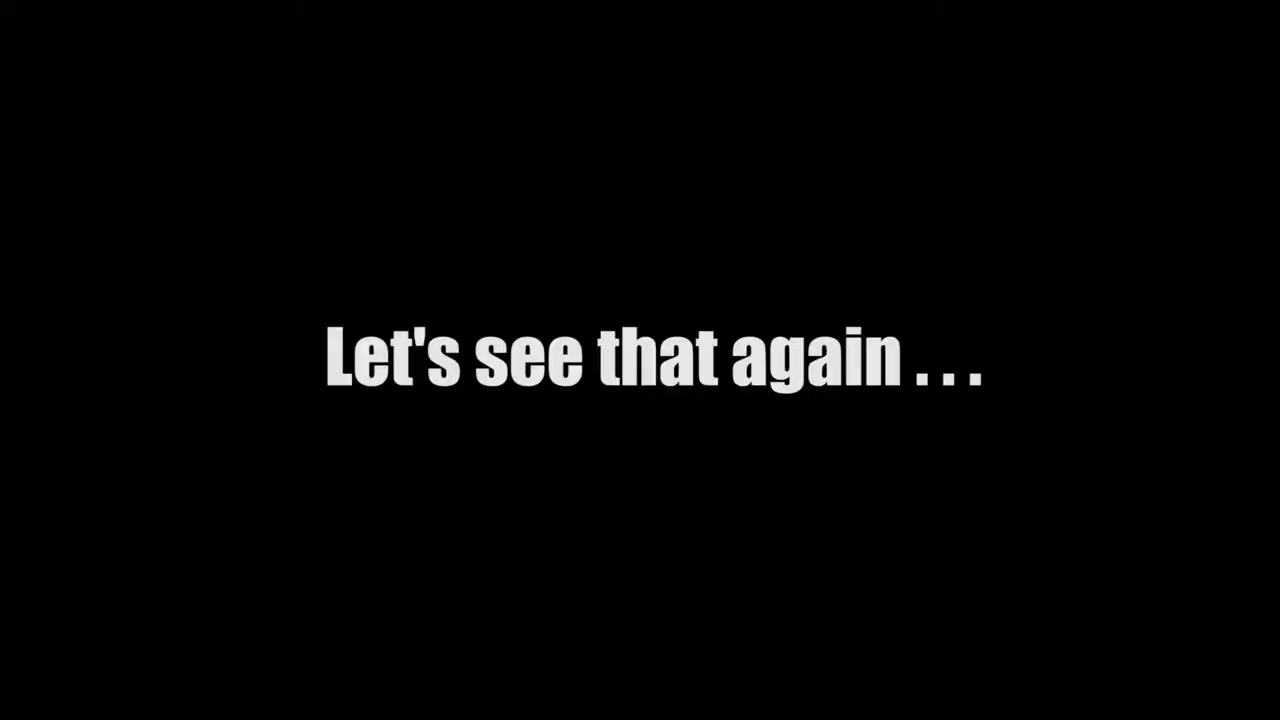 Let's see that again . . .